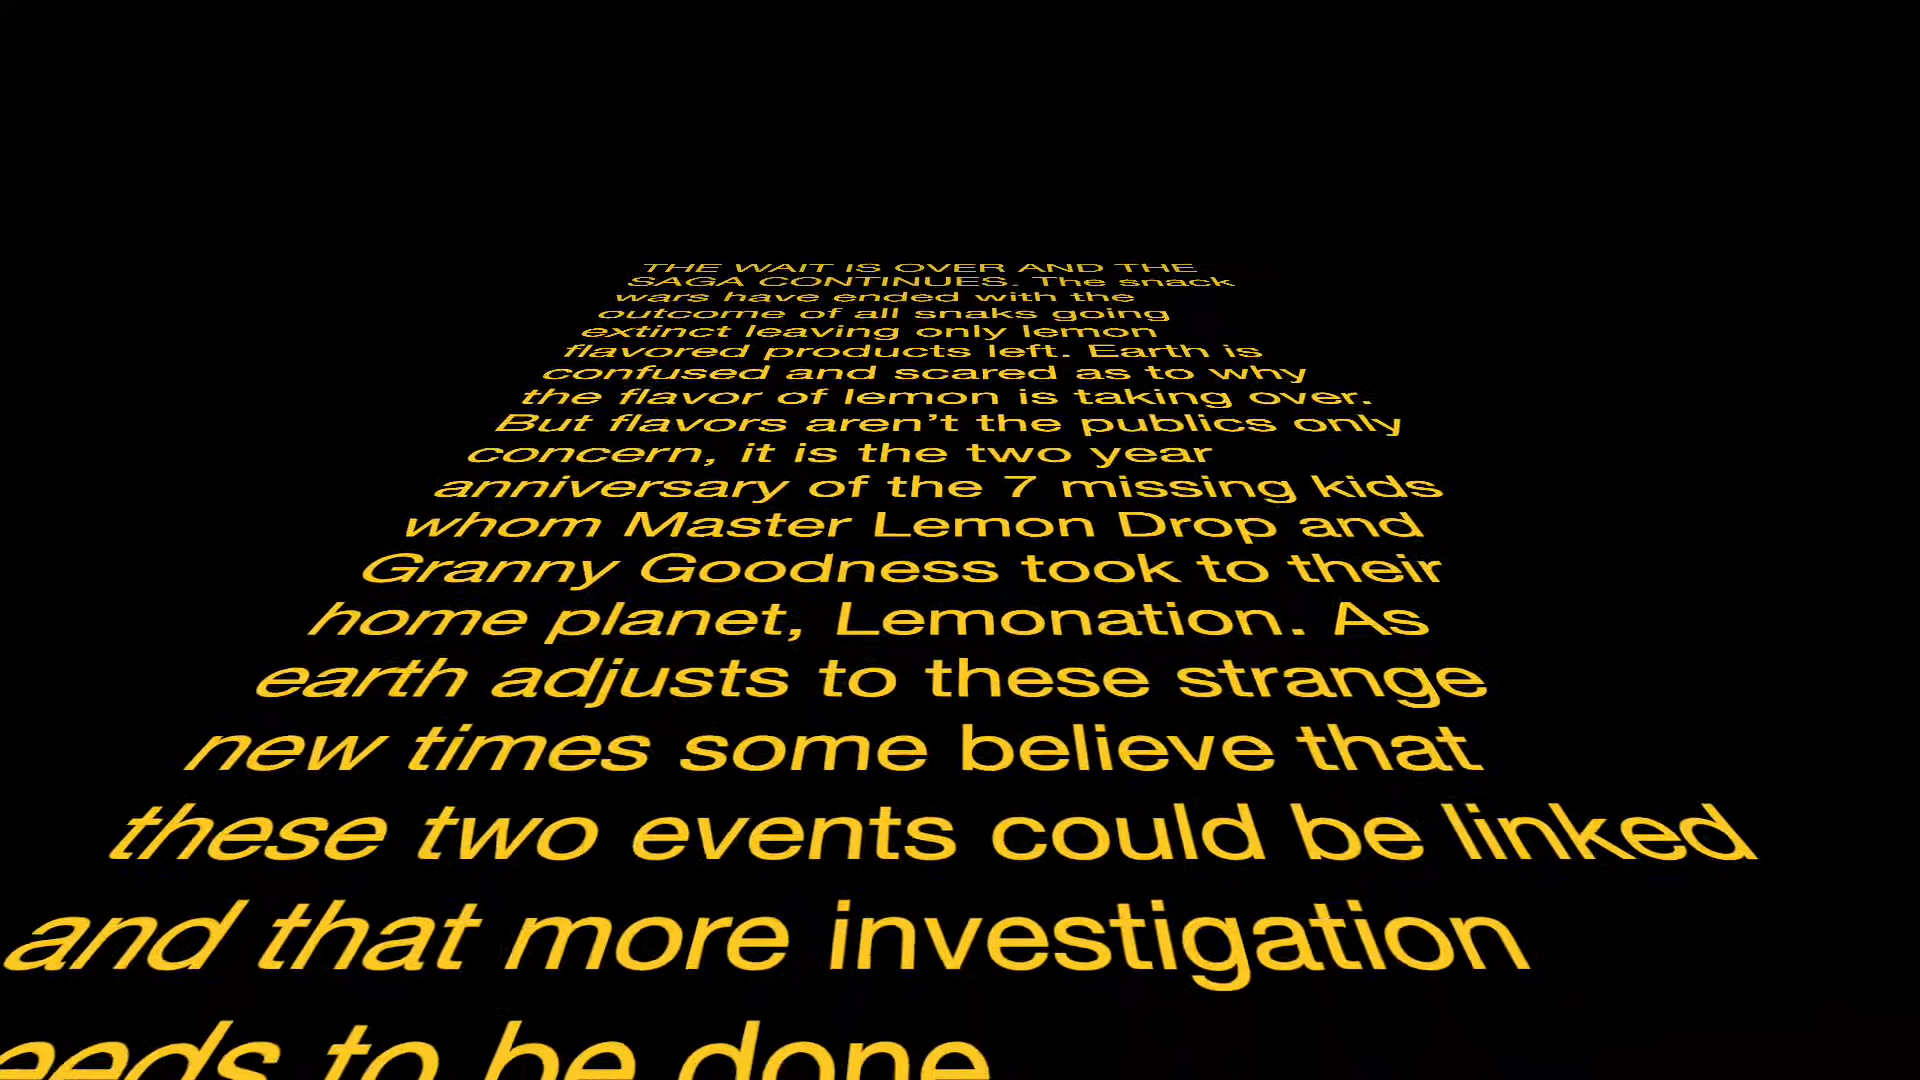 THE WAIT IS OVER AND THE
SAGA CONTINUES. The snack
wars have ended with the
outcome of all snaks going
extinct leaving only lemon
flavored products left. Earth is
confused and scared as to why
the flavor of lemon is taking over.
But flavors aren’t the publics only
concern, it is the two year
anniversary of the 7 missing kids
whom Master Lemon Drop and
Granny Goodness took to their
home planet, Lemonation. As
earth adjusts to these strange
new times some believe that
these two events could be linked
and that more investigation
eeds to be done